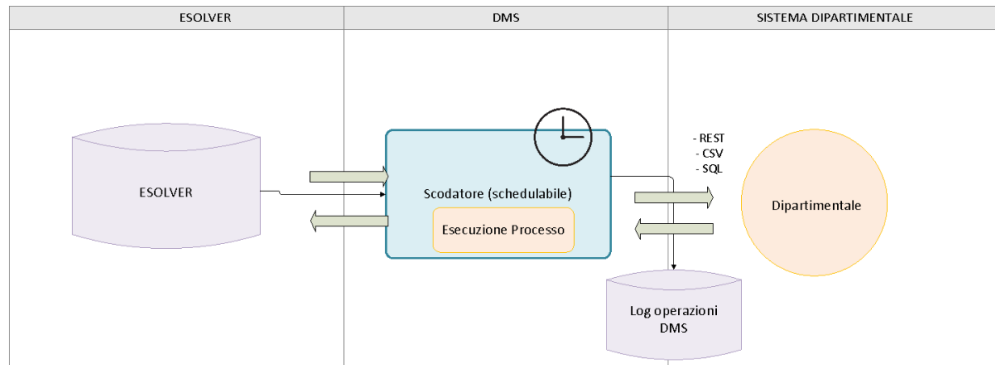 ESOLVER
DMS
SISTEMA DIPARTIMENTALE
ESOLVER
Scodatore (schedulabile)
Esecuzione Processo
- REST
- CSV
- SQL
Dipartimentale
Log operazioni
DMS